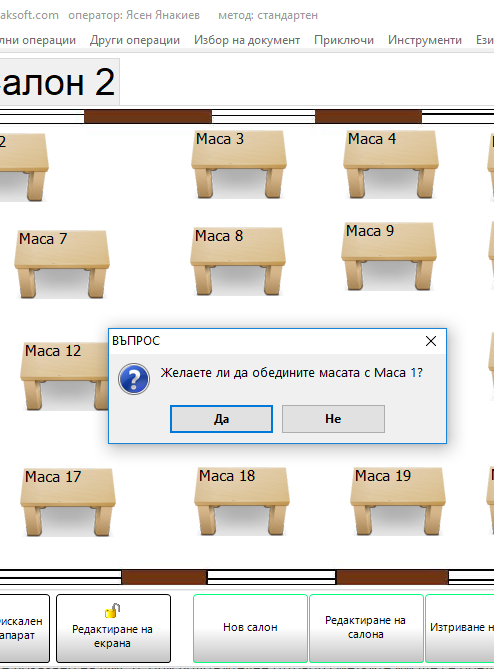 aksoft.com оператор: Ясен Янакиев метод: стандартен
лни операции Други операции Избор на документ Приключи Инструменти Ези
алон 2
2 Маса 3 Маса 4
Маса 7 Маса 8 Маса 9
Маса 12
ВЪПРОС
Желаете ли да обедините масата с Маса 1?
Да Не
Маса 17 Маса 18 Маса 19
искален
апарат
Редактиране на
екрана
Нов салон
Редактиране на
салона
Изтриване н